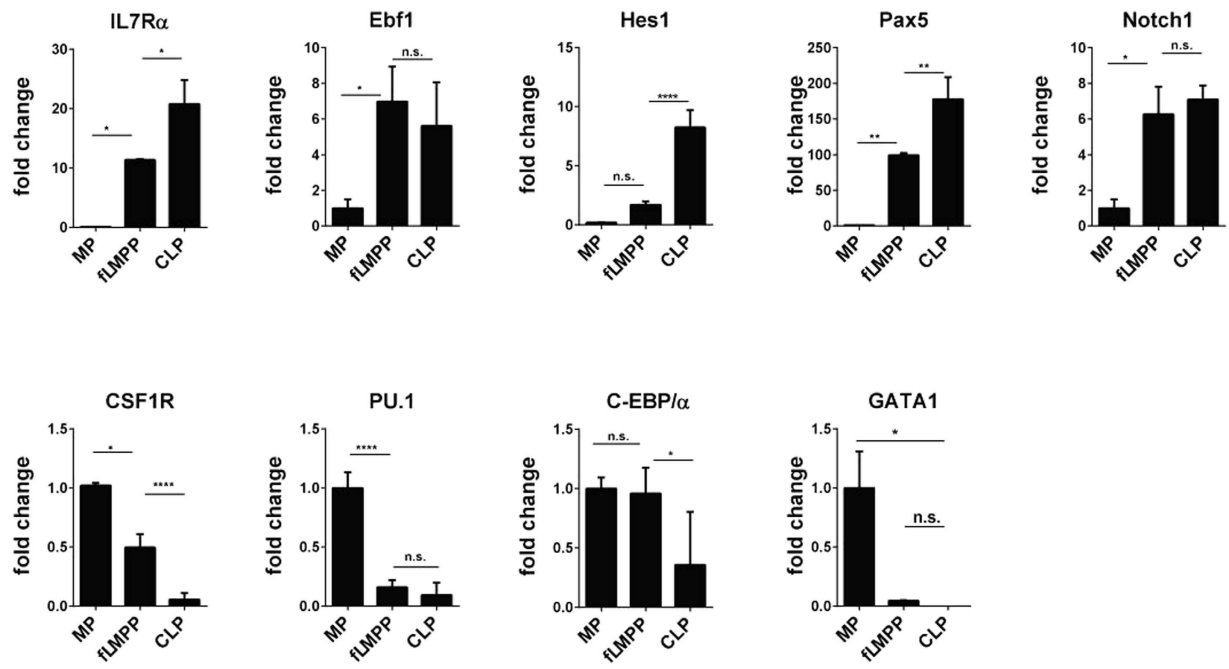 IL7Rα
fold change
30
20
10
0
*
*
MP
fLMPP
CLP
Ebf1
fold change
10
8
6
4
2
0
*
n.s.
MP
fLMPP
CLP
Hes1
fold change
15
10
5
0
n.s.
****
MP
fLMPP
CLP
Pax5
fold change
250
200
150
100
50
0
**
**
MP
fLMPP
CLP
Notch1
fold change
10
8
6
4
2
0
*
n.s.
MP
fLMPP
CLP
CSF1R
fold change
1.5
1.0
0.5
0.0
*
****
MP
fLMPP
CLP
PU.1
fold change
1.5
1.0
0.5
0.0
****
n.s.
MP
fLMPP
CLP
C-EBP/α
fold change
1.5
1.0
0.5
0.0
n.s.
*
MP
fLMPP
CLP
GATA1
fold change
1.5
1.0
0.5
0.0
*
n.s.
MP
fLMPP
CLP